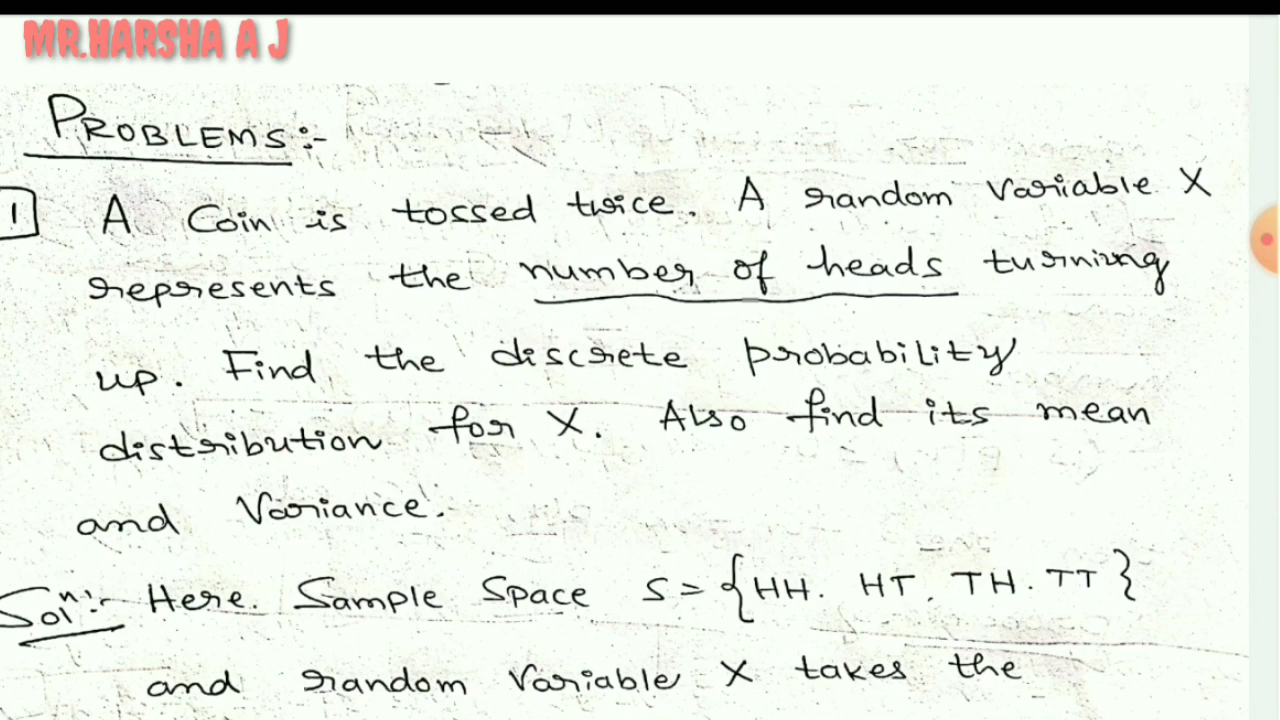 MR.HARSHA A J
PROBLEMS:-
1 A Coin is tossed twice. A random Variable X
represents the number of heads turning
up. Find the discrete probability
distribution for X. Also find its mean
and Variance.
Solⁿ:- Here. Sample Space S = {HH. HT, TH. TT}
and random Variable X takes the